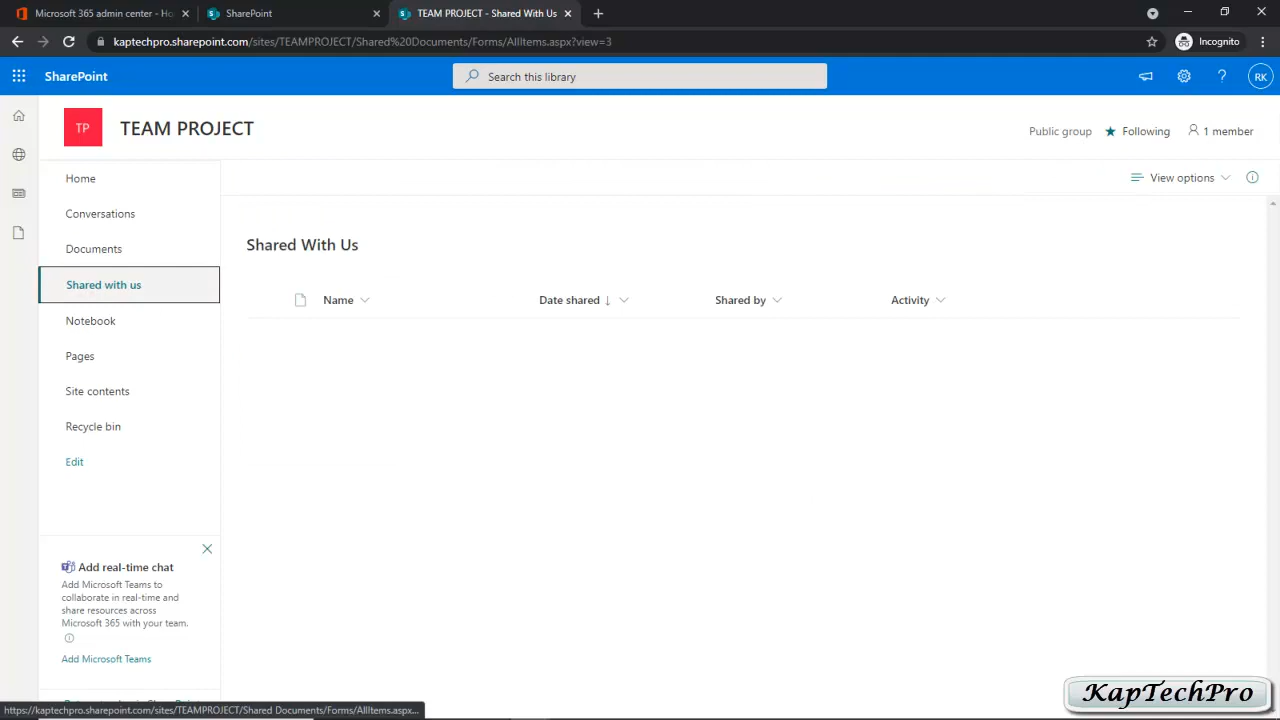 Microsoft 365 admin center - Ho
SharePoint
TEAM PROJECT - Shared With Us
kaptechpro.sharepoint.com/sites/TEAMPROJECT/Shared%20Documents/Forms/AllItems.aspx?view=3
Incognito
SharePoint
Search this library
RK
TP
TEAM PROJECT
Public group
Following
1 member
Home
Conversations
Documents
Shared with us
Notebook
Pages
Site contents
Recycle bin
Edit
View options
Shared With Us
Name
Date shared
Shared by
Activity
Add real-time chat
Add Microsoft Teams to
collaborate in real-time and
share resources across
Microsoft 365 with your team.
Add Microsoft Teams
https://kaptechpro.sharepoint.com/sites/TEAMPROJECT/Shared Documents/Forms/AllItems.aspx...
KapTechPro